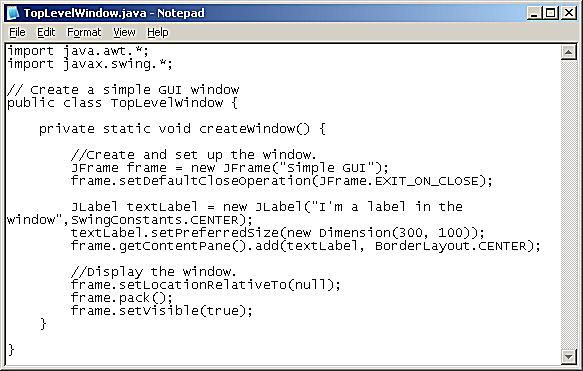 TopLevelWindow.java - Notepad
File Edit Format View Help
import java.awt.*;
import javax.swing.*;
// Create a simple GUI window
public class TopLevelWindow {
private static void createWindow() {
//Create and set up the window.
JFrame frame = new JFrame("Simple GUI");
frame.setDefaultCloseOperation(JFrame.EXIT_ON_CLOSE);
JLabel textLabel = new JLabel("I'm a label in the
window",SwingConstants.CENTER);
textLabel.setPreferredSize(new Dimension(300, 100));
frame.getContentPane().add(textLabel, BorderLayout.CENTER);
//Display the window.
frame.setLocationRelativeTo(null);
frame.pack();
frame.setVisible(true);
}
}